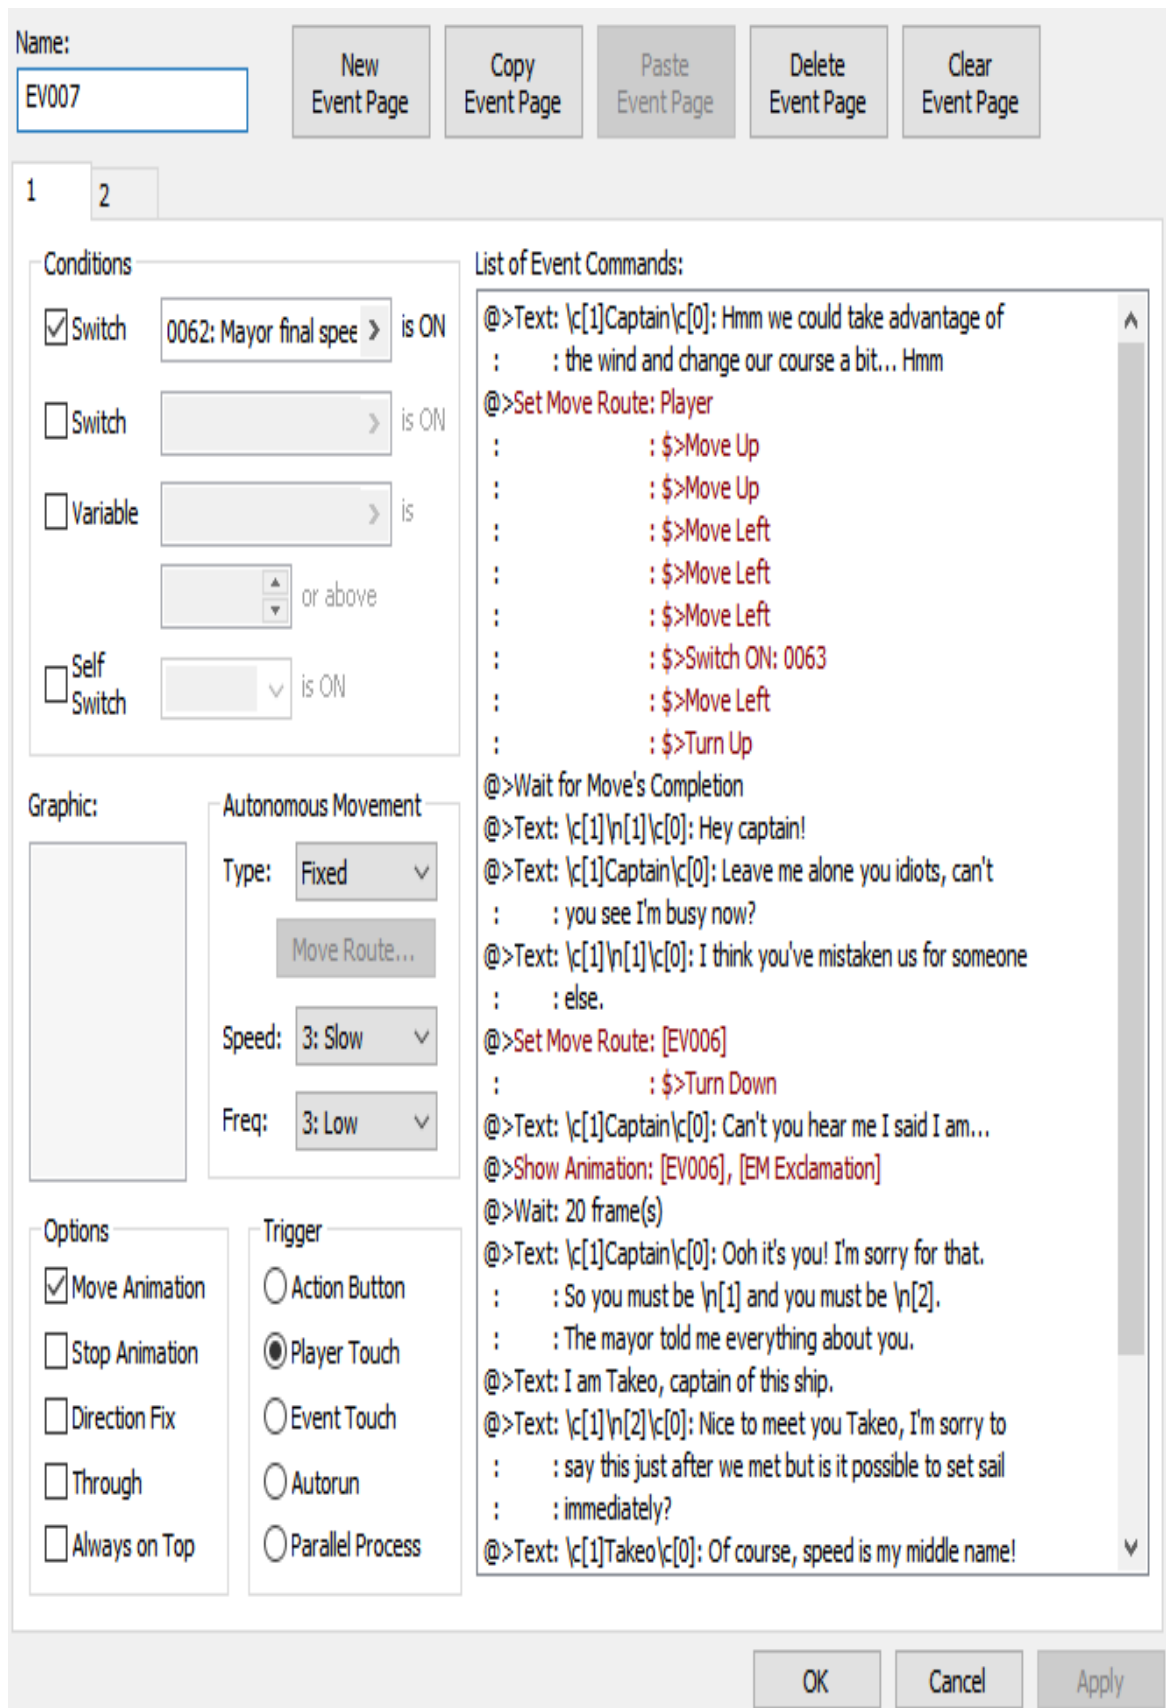 Name:
EV007
New
Event Page
Copy
Event Page
Paste
Event Page
Delete
Event Page
Clear
Event Page
1
2
Conditions
Switch
0062: Mayor final spee
is ON
Switch
is ON
Variable
is
or above
Self
Switch
is ON
Graphic:
Autonomous Movement
Type:
Fixed
Move Route...
Speed:
3: Slow
Freq:
3: Low
Options
Move Animation
Stop Animation
Direction Fix
Through
Always on Top
Trigger
Action Button
Player Touch
Event Touch
Autorun
Parallel Process
List of Event Commands:
@>Text: \c[1]Captain\c[0]: Hmm we could take advantage of
: : the wind and change our course a bit... Hmm
@>Set Move Route: Player
: : $>Move Up
: : $>Move Up
: : $>Move Left
: : $>Move Left
: : $>Move Left
: : $>Switch ON: 0063
: : $>Move Left
: : $>Turn Up
@>Wait for Move's Completion
@>Text: \c[1]\n[1]\c[0]: Hey captain!
@>Text: \c[1]Captain\c[0]: Leave me alone you idiots, can't
: : you see I'm busy now?
@>Text: \c[1]\n[1]\c[0]: I think you've mistaken us for someone
: : else.
@>Set Move Route: [EV006]
: : $>Turn Down
@>Text: \c[1]Captain\c[0]: Can't you hear me I said I am...
@>Show Animation: [EV006], [EM Exclamation]
@>Wait: 20 frame(s)
@>Text: \c[1]Captain\c[0]: Ooh it's you! I'm sorry for that.
: : So you must be \n[1] and you must be \n[2].
: : The mayor told me everything about you.
@>Text: I am Takeo, captain of this ship.
@>Text: \c[1]\n[2]\c[0]: Nice to meet you Takeo, I'm sorry to
: : say this just after we met but is it possible to set sail
: : immediately?
@>Text: \c[1]Takeo\c[0]: Of course, speed is my middle name!
OK
Cancel
Apply